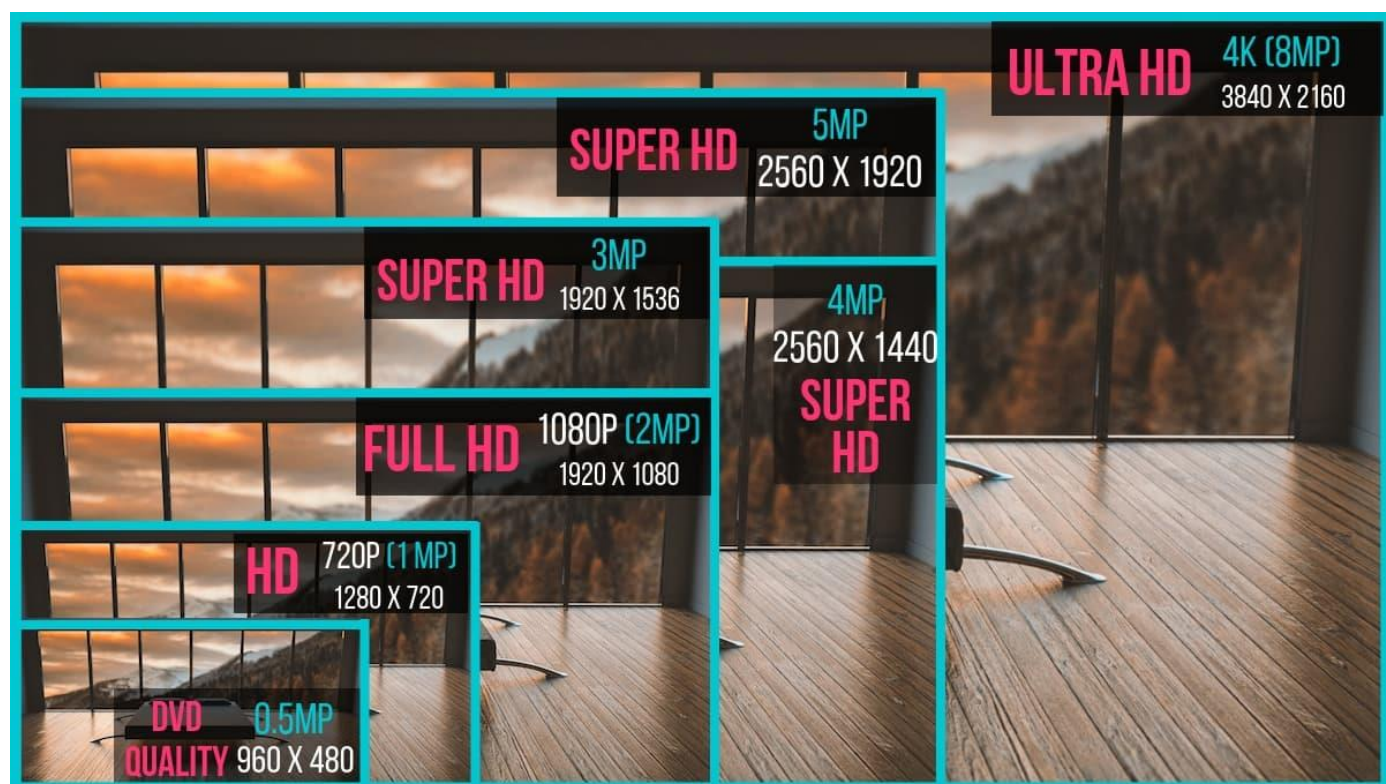 ULTRA HD
4K (8MP)
3840 X 2160
SUPER HD
5MP
2560 X 1920
SUPER HD
3MP
1920 X 1536
4MP
2560 X 1440
SUPER
HD
FULL HD
1080P (2MP)
1920 X 1080
HD
720P (1 MP)
1280 X 720
DVD
QUALITY
0.5MP
960 X 480